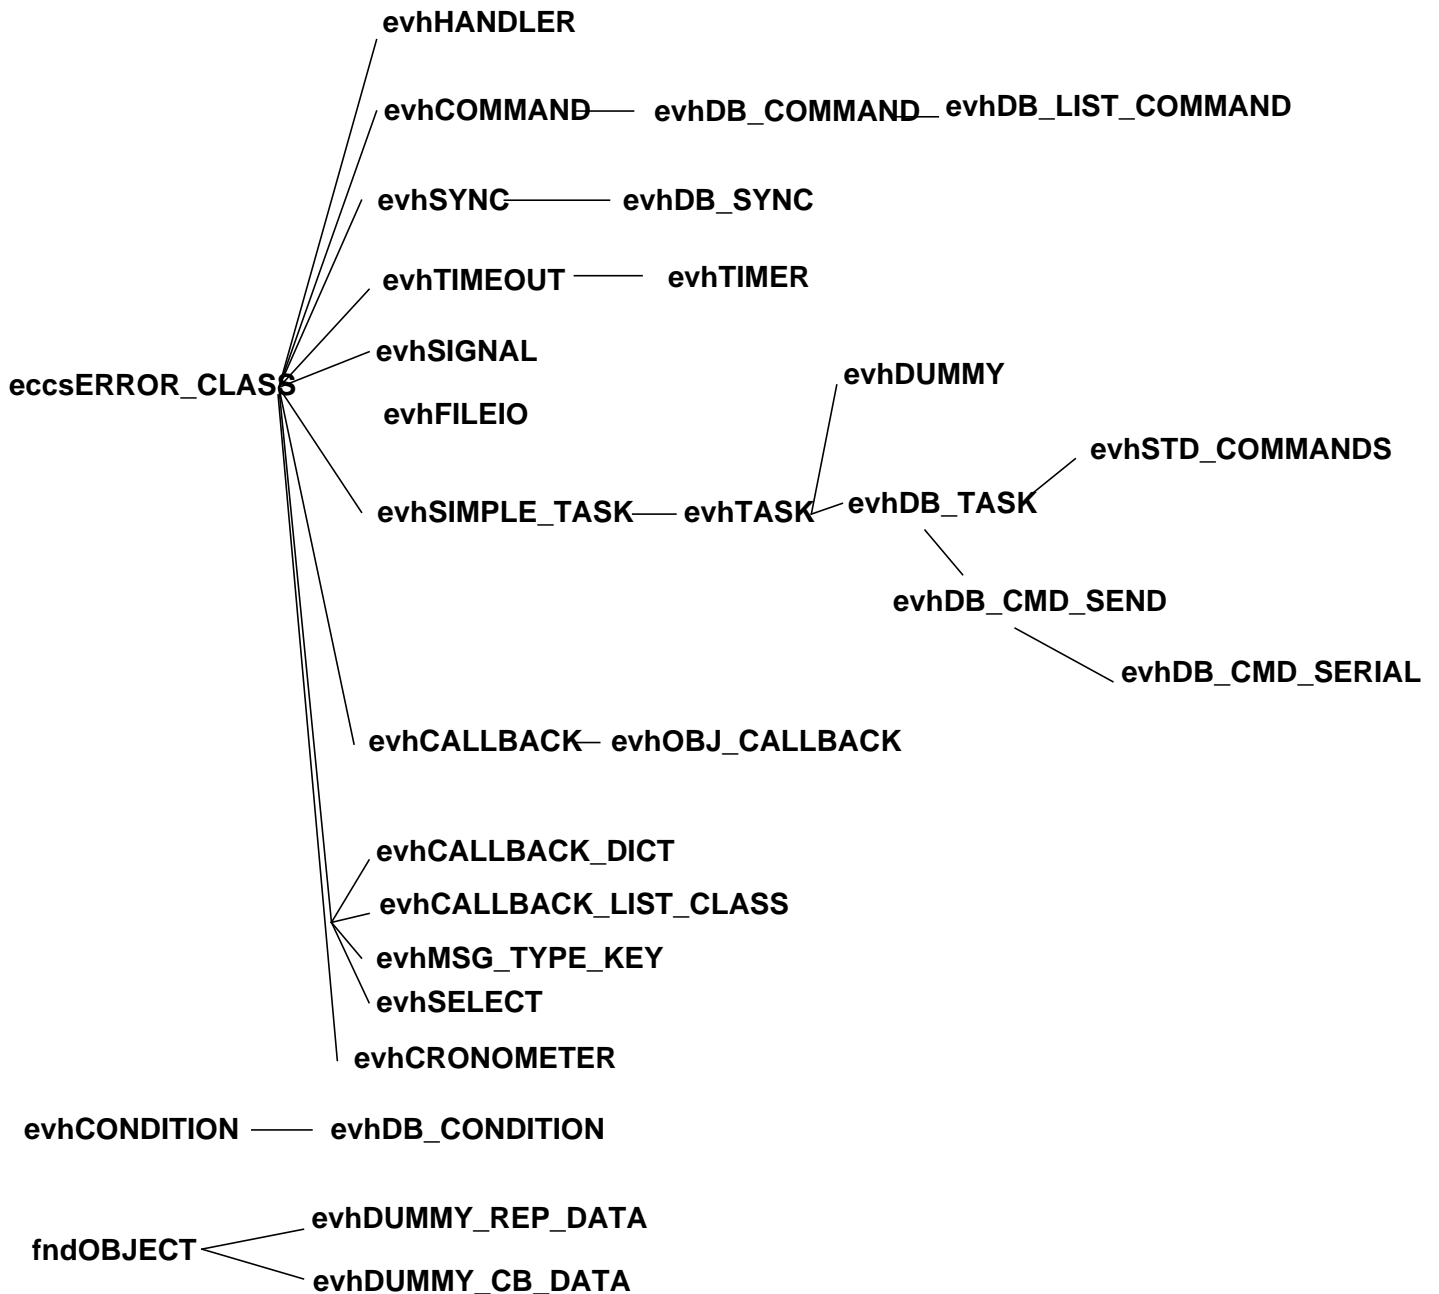 evhHANDLER
evhCOMMAND evhDB_COMMAND evhDB_LIST_COMMAND
evhSYNC evhDB_SYNC
evhTIMEOUT evhTIMER
evhSIGNAL
eccsERROR_CLASS evhDUMMY
evhFILEIO
evhSTD_COMMANDS
evhSIMPLE_TASK evhTASK evhDB_TASK
evhDB_CMD_SEND
evhDB_CMD_SERIAL
evhCALLBACK evhOBJ_CALLBACK
evhCALLBACK_DICT
evhCALLBACK_LIST_CLASS
evhMSG_TYPE_KEY
evhSELECT
evhCRONOMETER
evhCONDITION evhDB_CONDITION
evhDUMMY_REP_DATA
fndOBJECT
evhDUMMY_CB_DATA